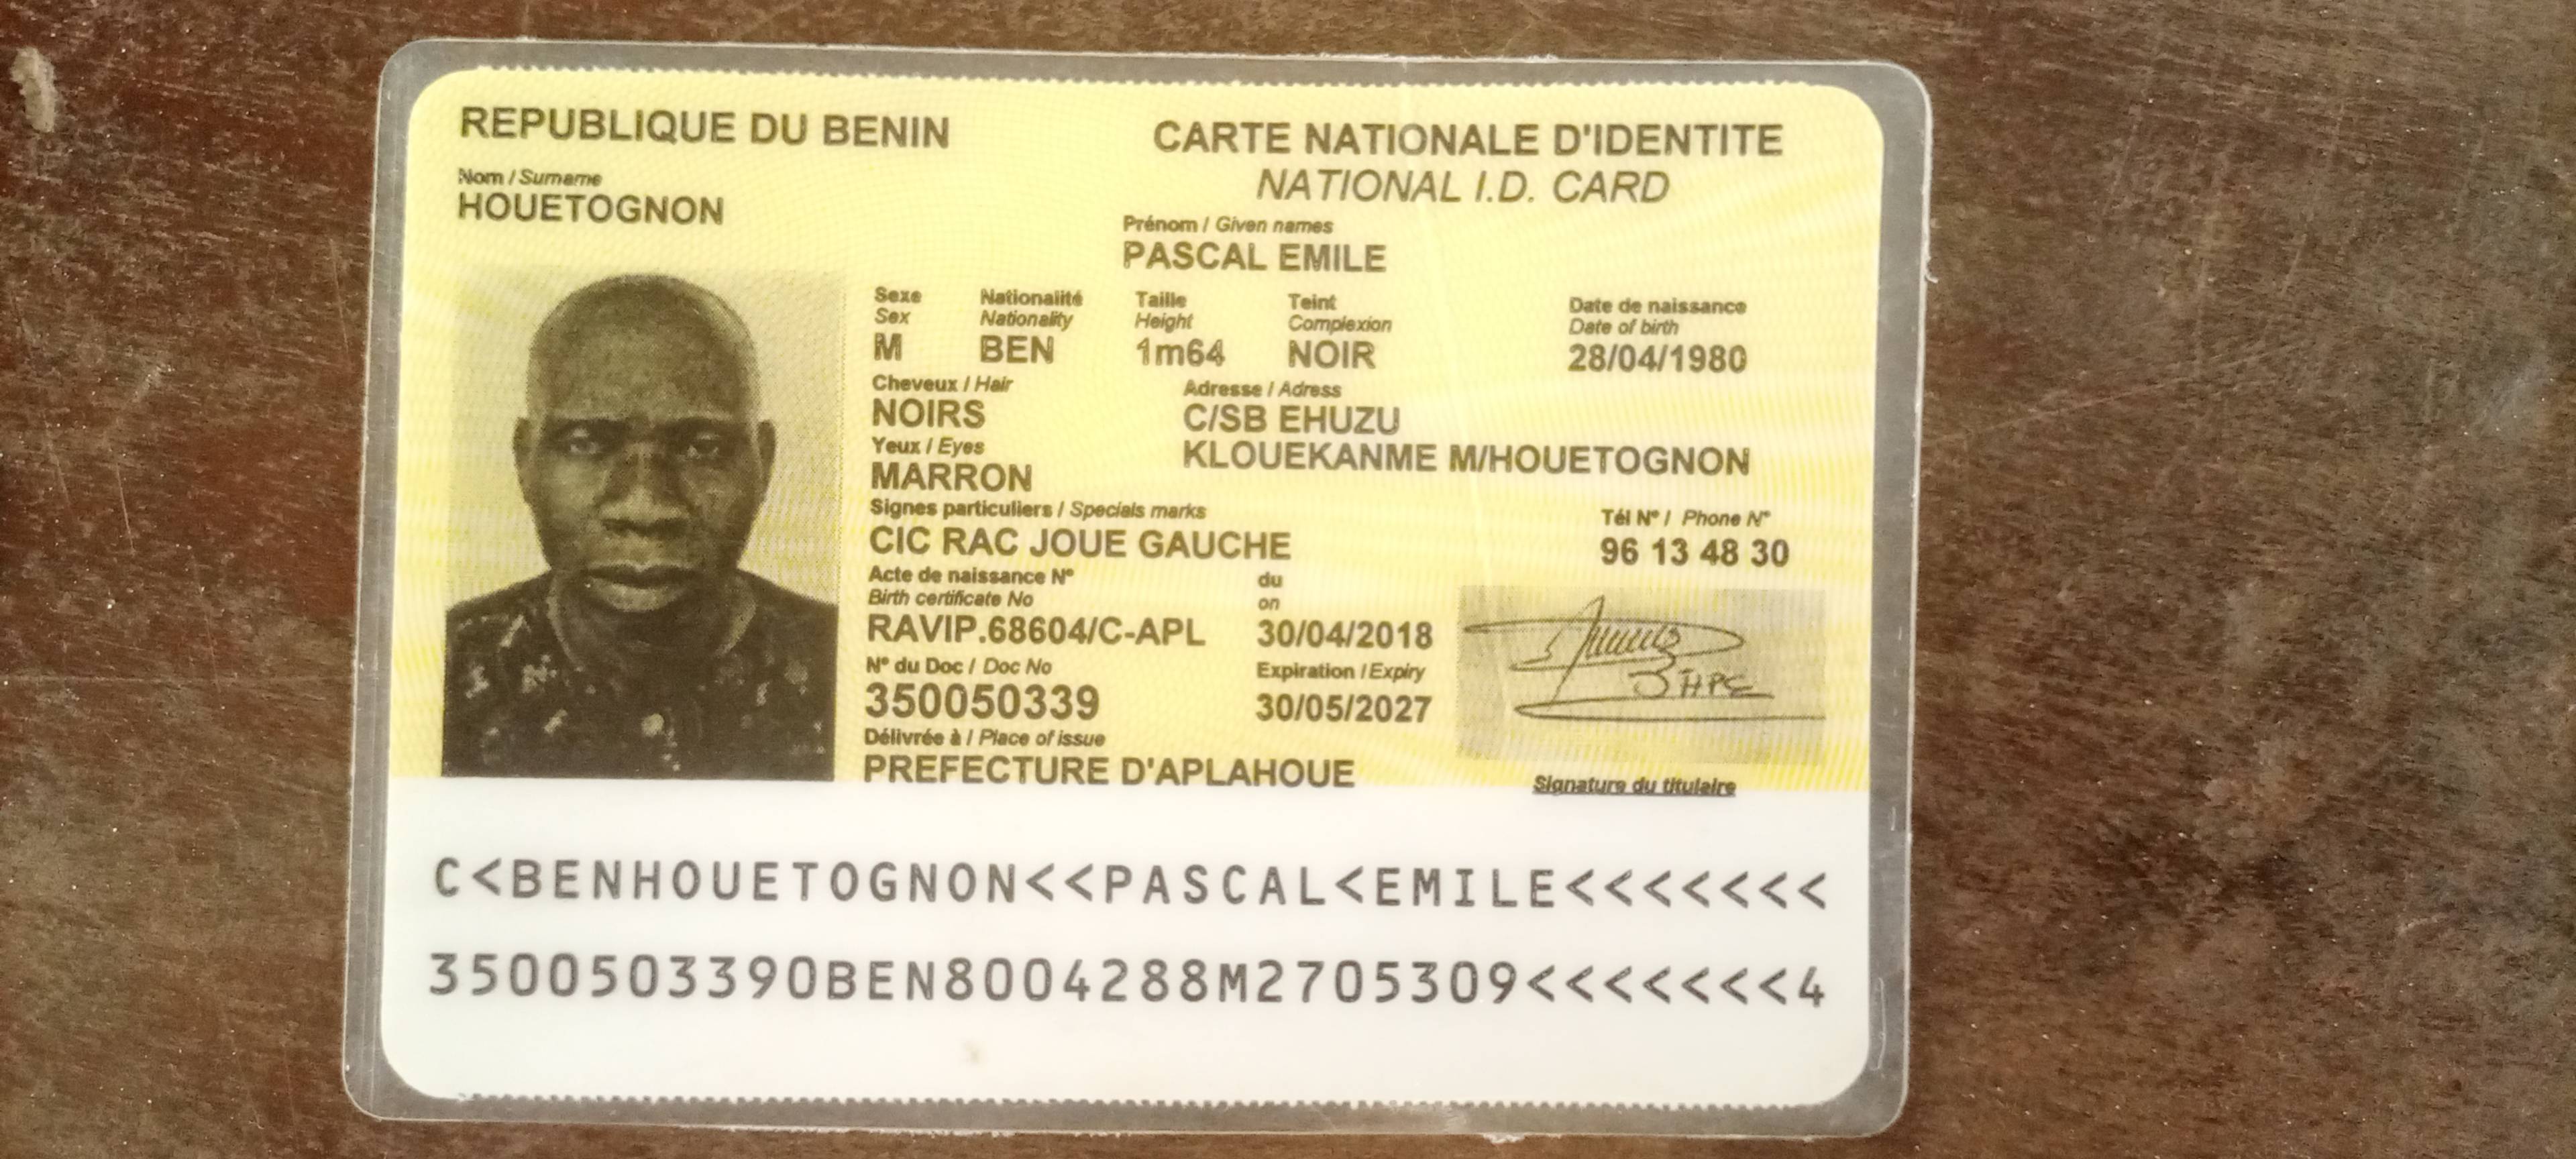 REPUBLIQUE DU BENIN
CARTE NATIONALE D'IDENTITE
NATIONAL I.D. CARD
Nom / Surname
HOUETOGNON
Prénom / Given names
PASCAL EMILE
Sexe Nationalité Taille Teint Date de naissance
Sex Nationality Height Complexion Date of birth
M BEN 1m64 NOIR 28/04/1980
Cheveux / Hair Adresse / Adress
NOIRS C/SB EHUZU
Yeux / Eyes KLOUEKANME M/HOUETOGNON
MARRON
Signes particuliers / Specials marks Tél N° / Phone N°
CIC RAC JOUE GAUCHE 96 13 48 30
Acte de naissance N° du
Birth certificate No on
RAVIP.68604/C-APL 30/04/2018
N° du Doc / Doc No Expiration / Expiry
350050339 30/05/2027
Délivrée à / Place of issue
PREFECTURE D'APLAHOUE
Signature du titulaire
C<BENHOUETOGNON<<PASCAL<EMILE<<<<<<<
3500503390BEN8004288M2705309<<<<<<<4